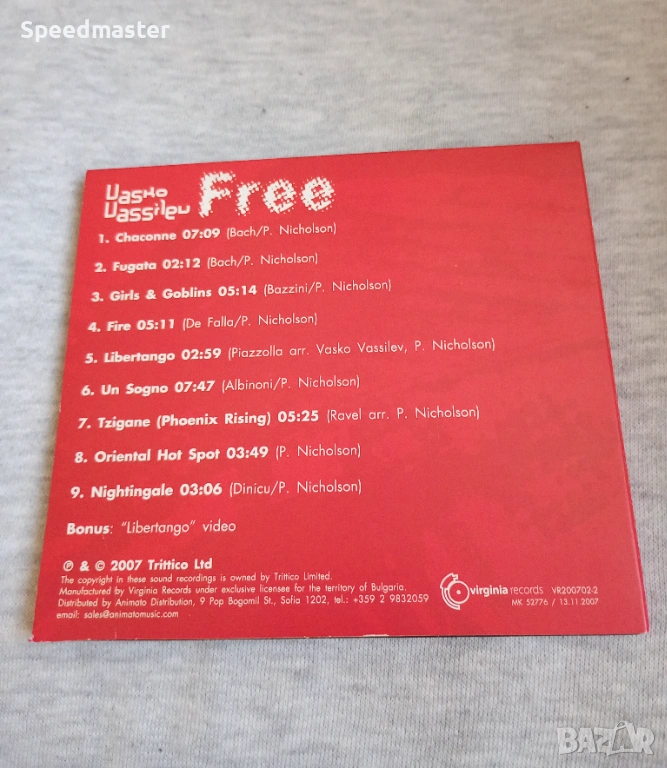 Speedmaster
Vasko
Vassilev
Free
1. Chaconne 07:09 (Bach/P. Nicholson)
2. Fugata 02:12 (Bach/P. Nicholson)
3. Girls & Goblins 05:14 (Bazzini/P. Nicholson)
4. Fire 05:11 (De Falla/P. Nicholson)
5. Libertango 02:59 (Piazzolla arr. Vasko Vassilev, P. Nicholson)
6. Un Sogno 07:47 (Albinoni/P. Nicholson)
7. Tzigane (Phoenix Rising) 05:25 (Ravel arr. P. Nicholson)
8. Oriental Hot Spot 03:49 (P. Nicholson)
9. Nightingale 03:06 (Dinicu/P. Nicholson)
Bonus: "Libertango" video
℗ & © 2007 Trittico Ltd
The copyright in these sound recordings is owned by Trittico Limited.
Manufactured by Virginia Records under exclusive licensee for the territory of Bulgaria.
Distributed by Animato Distribution, 9 Pop Bogomil St., Sofia 1202, tel.: +359 2 9832059
email: sales@animatomusic.com
virginia records VR200702-2
MK 52776 / 13.11.2007
BAZAR